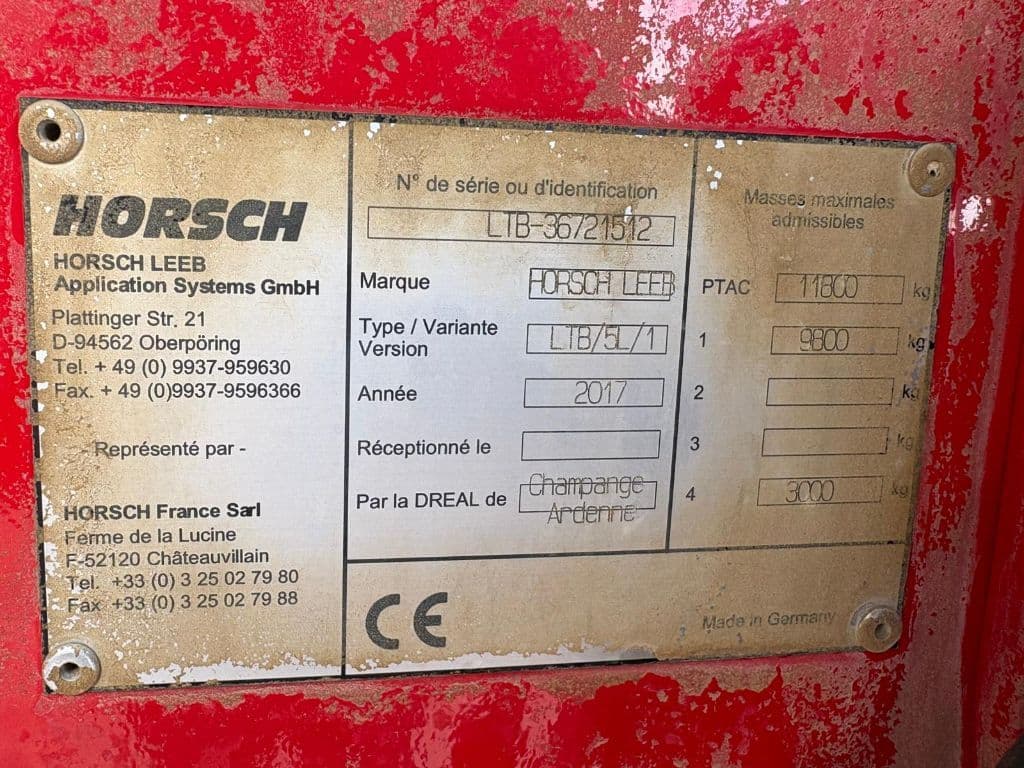 HORSCH
HORSCH LEEB
Application Systems GmbH
Plattinger Str. 21
D-94562 Oberpöring
Tel. + 49 (0) 9937-959630
Fax. + 49 (0)9937-9596366
- Représenté par -
HORSCH France Sarl
Ferme de la Lucine
F-52120 Châteauvillain
Tel. +33 (0) 3 25 02 79 80
Fax +33 (0) 3 25 02 79 88
N° de série ou d'identification
LTB-36721512
Marque HORSCH LEEB
Type / Variante
Version LTB/5L/1
Année 2017
Réceptionné le
Par la DREAL de Champange
Ardenne
Masses maximales
admissibles
PTAC 11800 kg
1 9800 kg
2 kg
3 kg
4 3000 kg
CE
Made in Germany